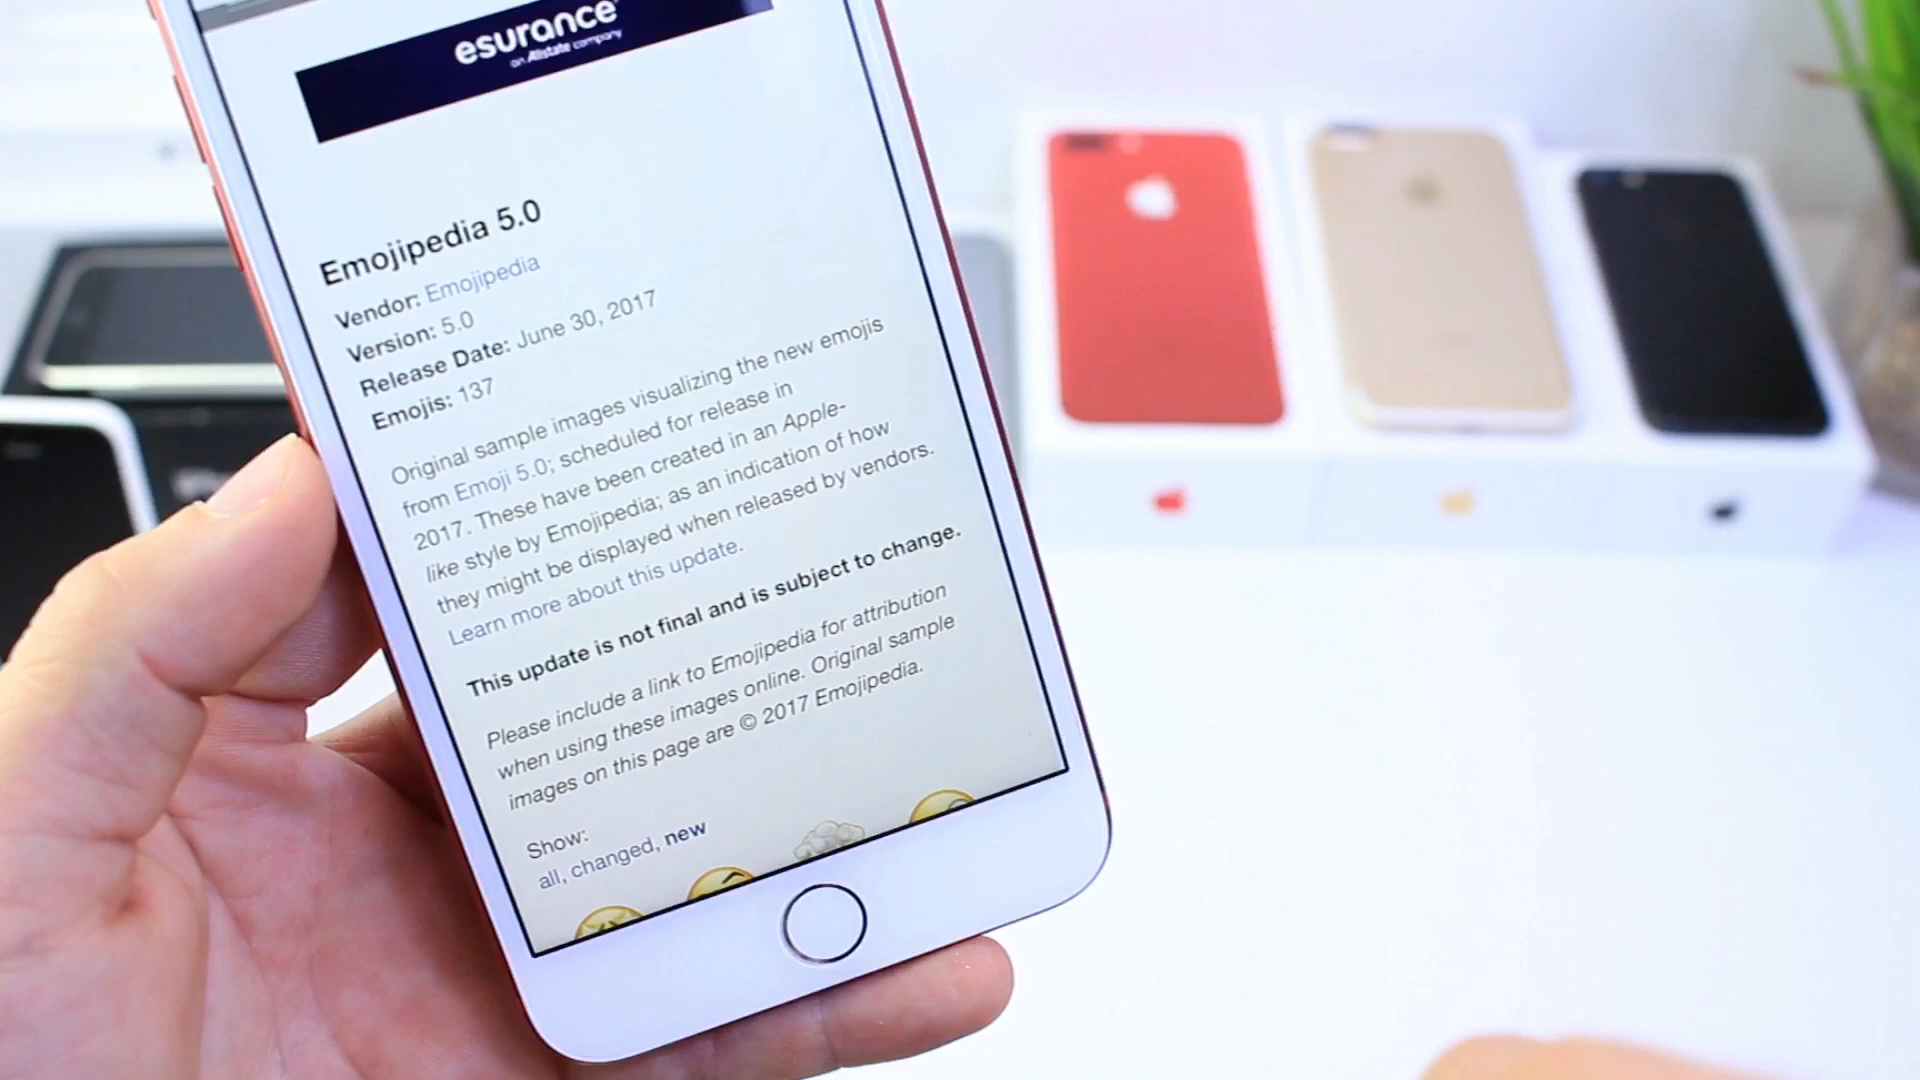 esurance
an Allstate company
Emojipedia 5.0
Vendor: Emojipedia
Version: 5.0
Release Date: June 30, 2017
Emojis: 137
Original sample images visualizing the new emojis
from Emoji 5.0; scheduled for release in
2017. These have been created in an Apple-
like style by Emojipedia; as an indication of how
they might be displayed when released by vendors.
Learn more about this update.
This update is not final and is subject to change.
Please include a link to Emojipedia for attribution
when using these images online. Original sample
images on this page are © 2017 Emojipedia.
Show:
all, changed, new